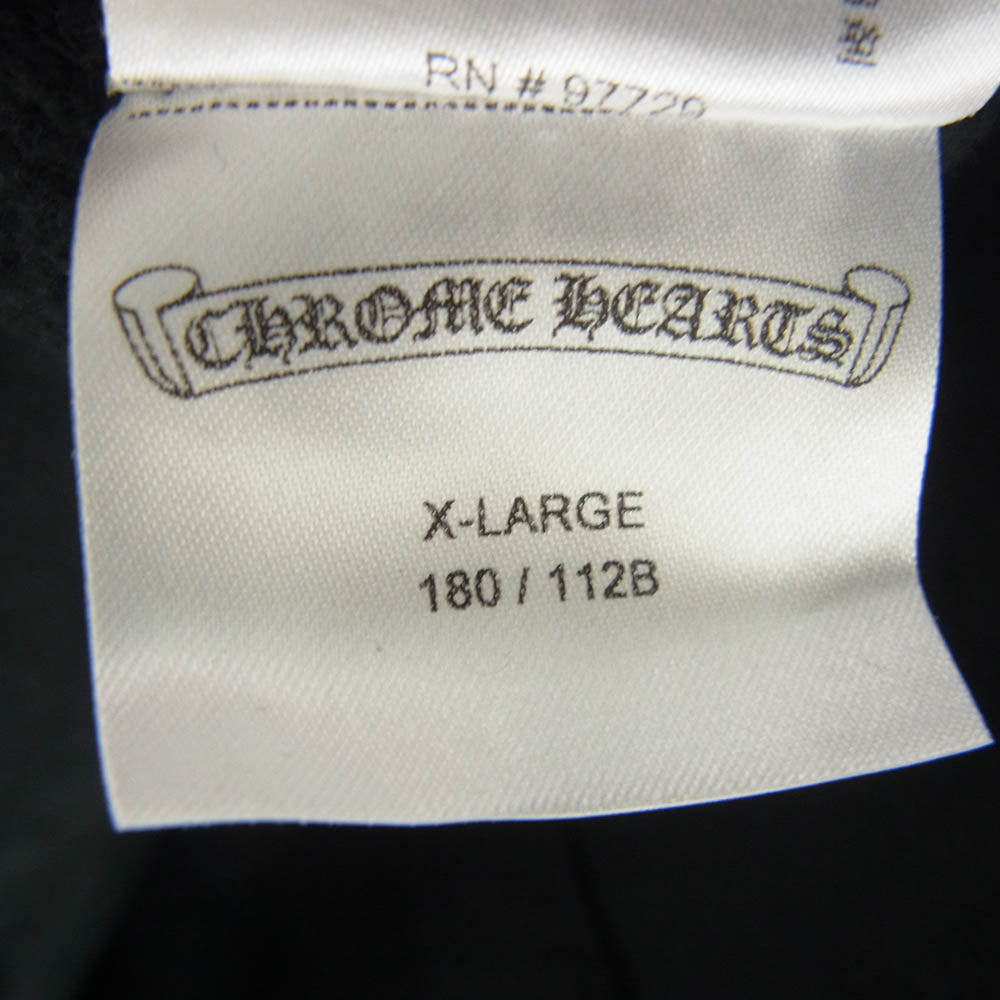 RN # 97729
CHROME HEARTS
X-LARGE
180 / 112B